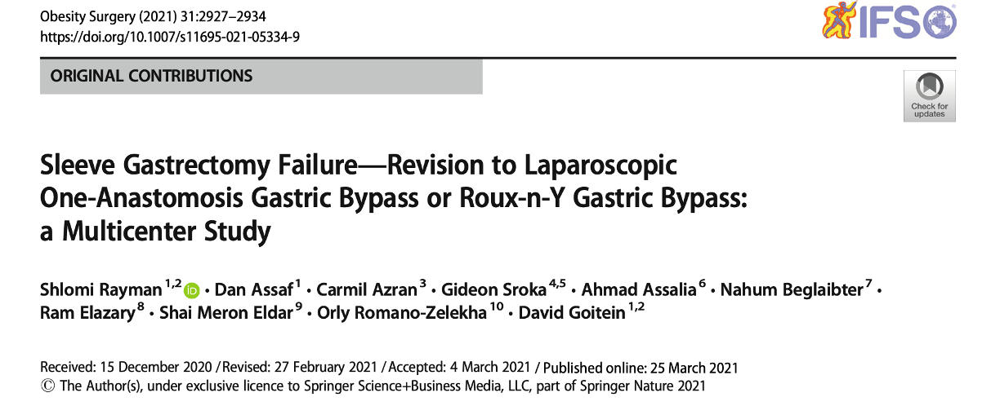 Obesity Surgery (2021) 31:2927–2934
https://doi.org/10.1007/s11695-021-05334-9
IFSO
ORIGINAL CONTRIBUTIONS
Check for
updates
Sleeve Gastrectomy Failure—Revision to Laparoscopic
One-Anastomosis Gastric Bypass or Roux-n-Y Gastric Bypass:
a Multicenter Study
Shlomi Rayman 1,2 iD · Dan Assaf 1 · Carmil Azran 3 · Gideon Sroka 4,5 · Ahmad Assalia 6 · Nahum Beglaibter 7 ·
Ram Elazary 8 · Shai Meron Eldar 9 · Orly Romano-Zelekha 10 · David Goitein 1,2
Received: 15 December 2020 / Revised: 27 February 2021 / Accepted: 4 March 2021 / Published online: 25 March 2021
© The Author(s), under exclusive licence to Springer Science+Business Media, LLC, part of Springer Nature 2021